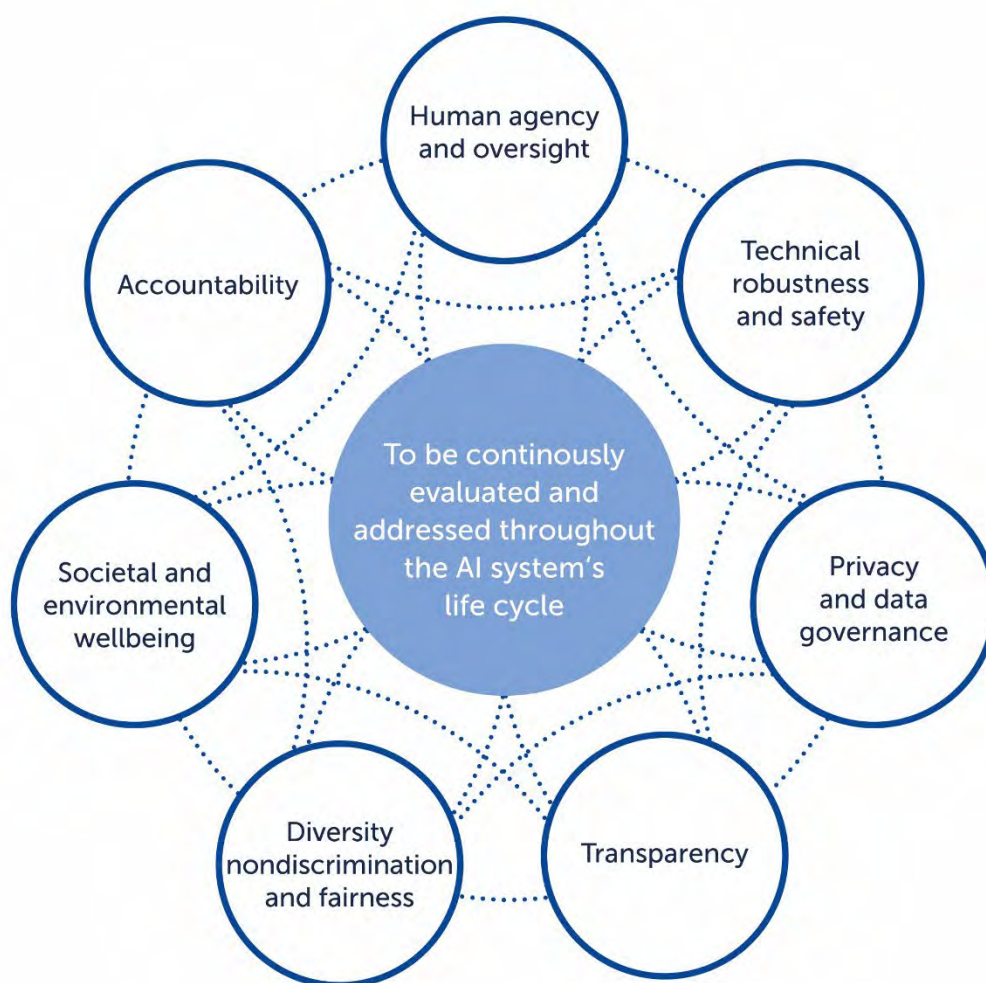 Human agency
and oversight
Technical
robustness
and safety
Privacy
and data
governance
Transparency
Diversity
nondiscrimination
and fairness
Societal and
environmental
wellbeing
Accountability
To be continously
evaluated and
addressed throughout
the AI system‘s
life cycle